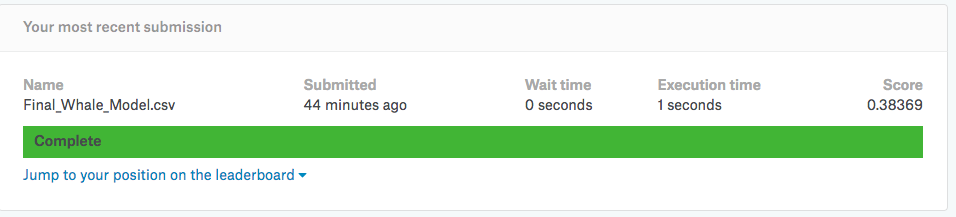 Your most recent submission
Name Submitted Wait time Execution time Score
Final_Whale_Model.csv 44 minutes ago 0 seconds 1 seconds 0.38369
Complete
Jump to your position on the leaderboard